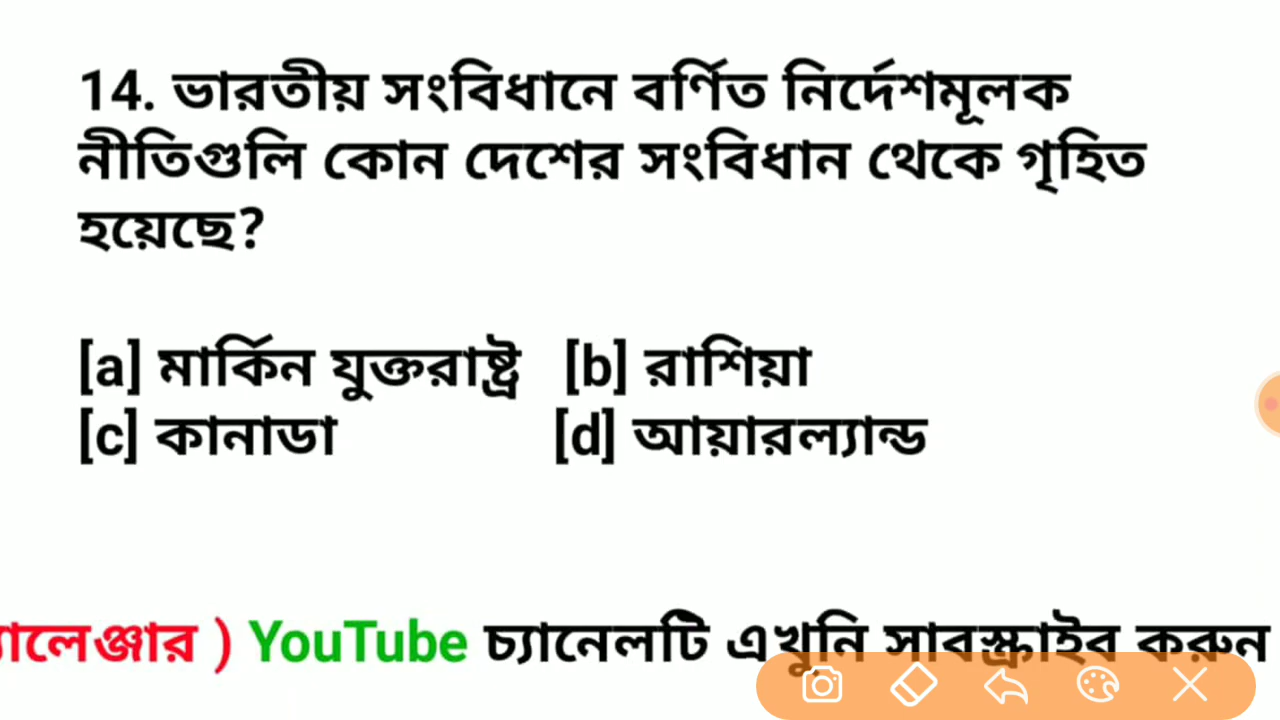 14. ভারতীয় সংবিধানে বর্ণিত নির্দেশমূলক
নীতিগুলি কোন দেশের সংবিধান থেকে গৃহিত
হয়েছে?
[a] মার্কিন যুক্তরাষ্ট্র [b] রাশিয়া
[c] কানাডা [d] আয়ারল্যান্ড
) YouTube চ্যানেলটি এখুনি সাবস্ক্রাইব করুন